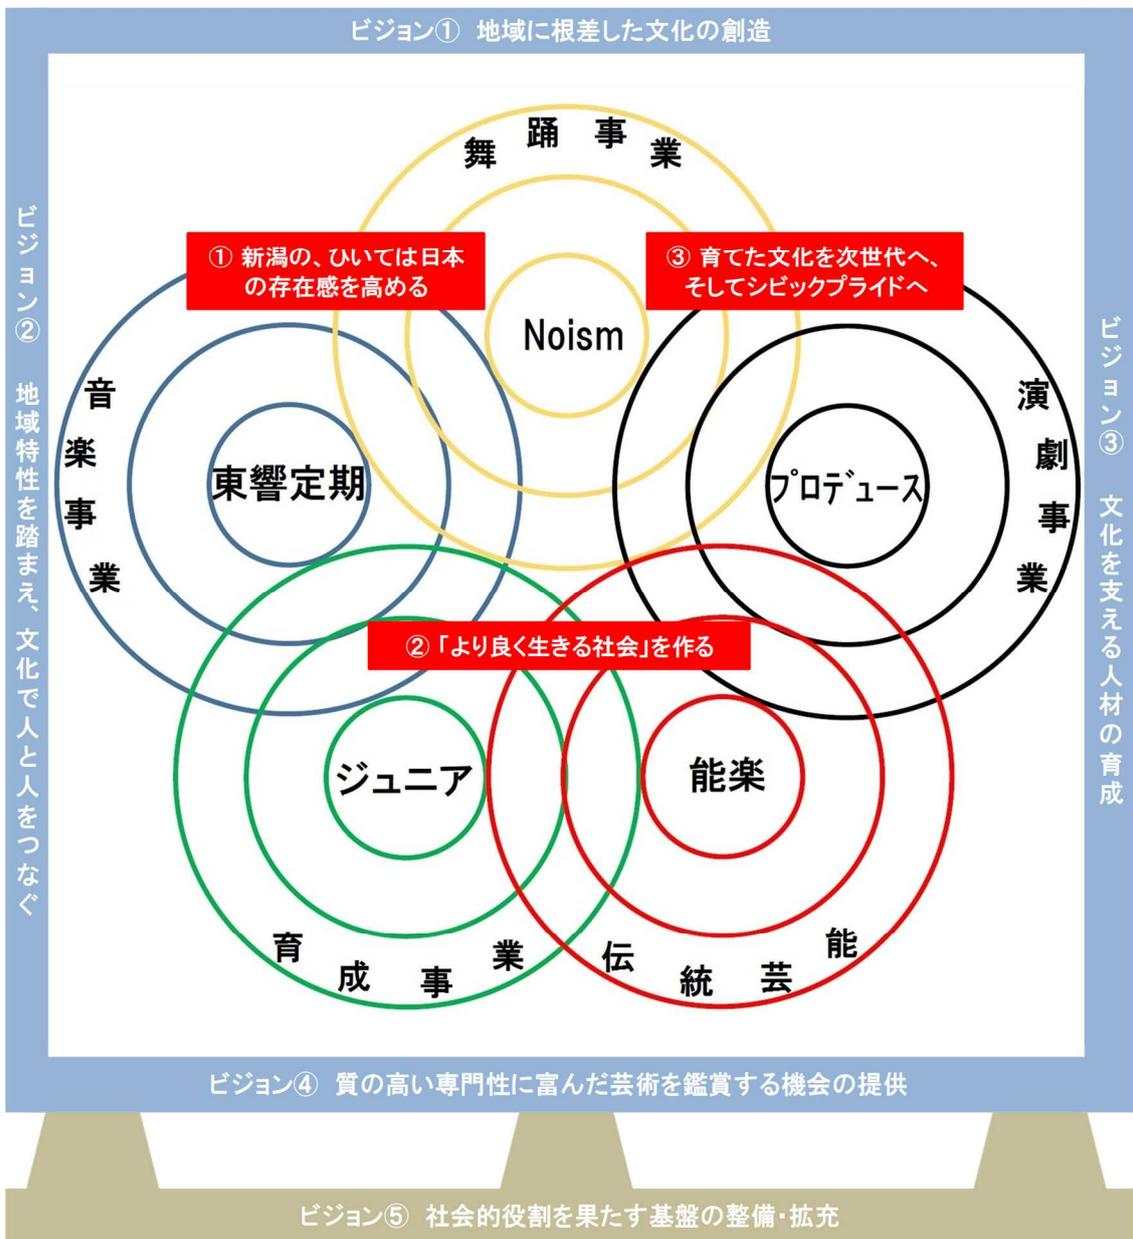 ビジョン① 地域に根差した文化の創造
舞踊事業
① 新潟の、ひいては日本
の存在感を高める
③ 育てた文化を次世代へ、
そしてシビックプライドへ
Noism
ビジョン② 地域特性を踏まえ、文化で人と人をつなぐ
音楽事業
東響定期
プロデュース
演劇事業
ビジョン③ 文化を支える人材の育成
② 「より良く生きる社会」を作る
ジュニア
能楽
育成事業
伝統芸能
ビジョン④ 質の高い専門性に富んだ芸術を鑑賞する機会の提供
ビジョン⑤ 社会的役割を果たす基盤の整備・拡充